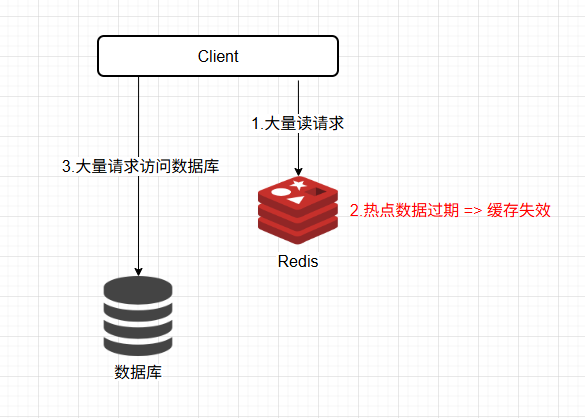 Client
1.大量读请求
3.大量请求访问数据库
2.热点数据过期 => 缓存失效
Redis
数据库